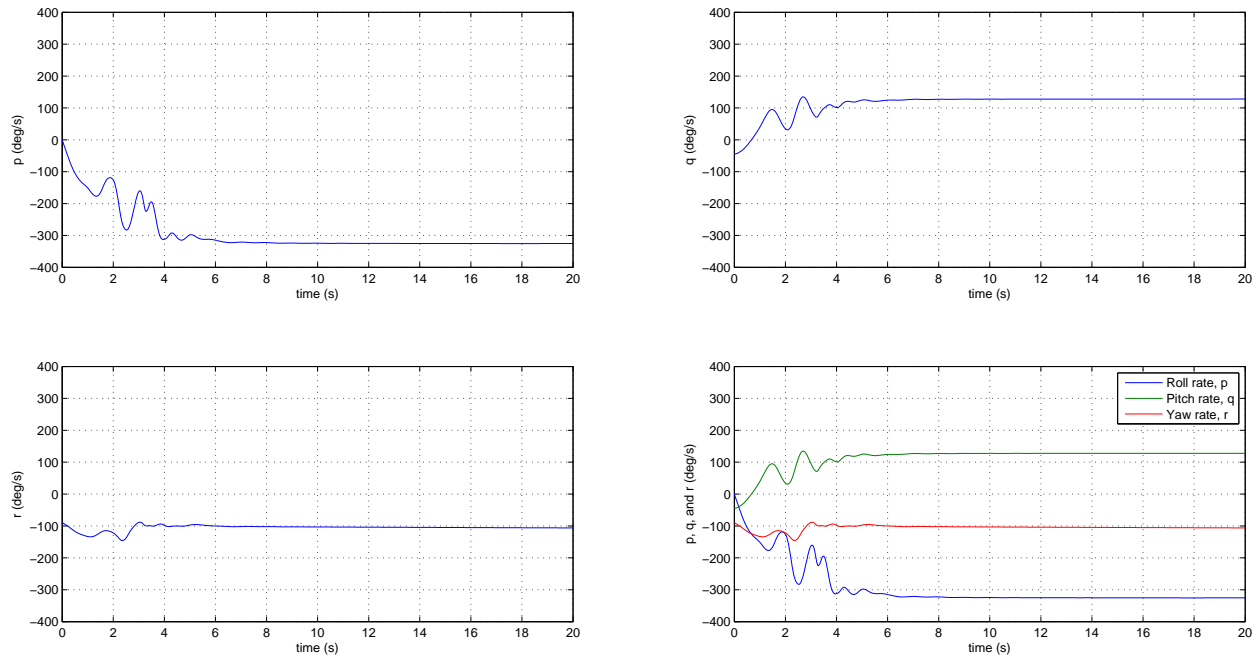 400
300
200
100
0
−100
−200
−300
−400
p (deg/s)
0 2 4 6 8 10 12 14 16 18 20
time (s)
400
300
200
100
0
−100
−200
−300
−400
q (deg/s)
0 2 4 6 8 10 12 14 16 18 20
time (s)
400
300
200
100
0
−100
−200
−300
−400
r (deg/s)
0 2 4 6 8 10 12 14 16 18 20
time (s)
400
300
200
100
0
−100
−200
−300
−400
p, q, and r (deg/s)
Roll rate, p
Pitch rate, q
Yaw rate, r
0 2 4 6 8 10 12 14 16 18 20
time (s)